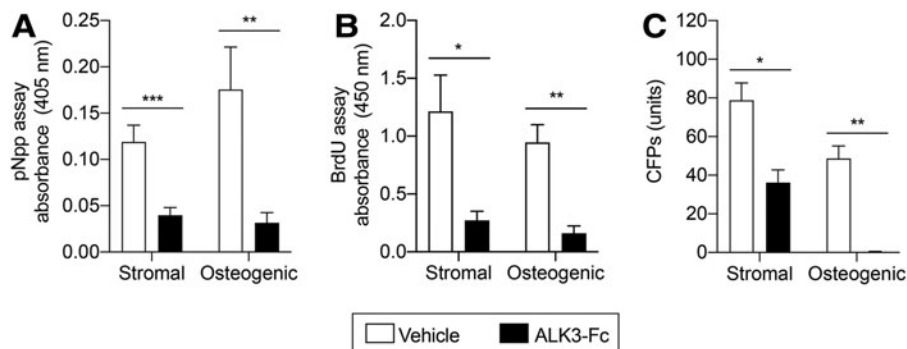 A
pNpp assay
absorbance (405 nm)
0.25
0.20
0.15
0.10
0.05
0.00
***
**
Stromal Osteogenic
B
BrdU assay
absorbance (450 nm)
2.0
1.5
1.0
0.5
0.0
*
**
Stromal Osteogenic
C
CFPs (units)
120
100
80
60
40
20
0
*
**
Stromal Osteogenic
Vehicle ALK3-Fc